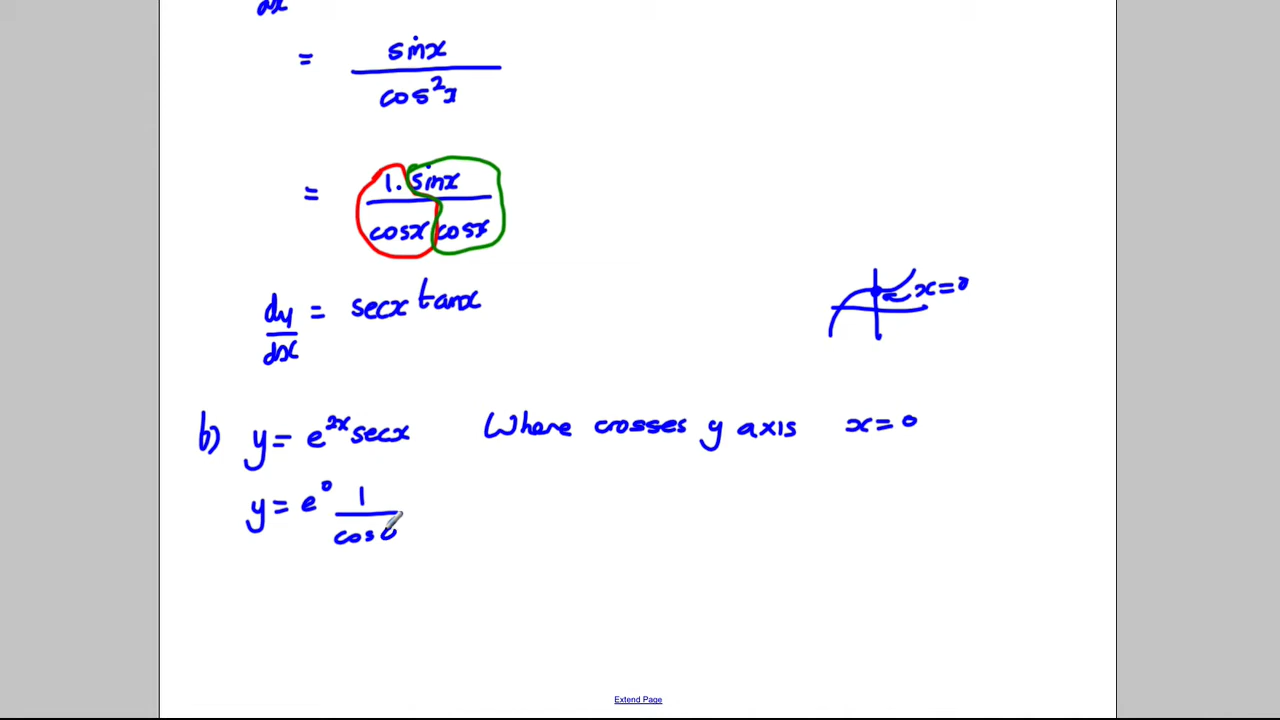 dx
= sinx / cos²x
= 1. sinx / cosx cosx
dy/dx = secx tanx
x=0
b) y= e^2x secx Where crosses y axis x=0
y= e^0 1/cos0
Extend Page